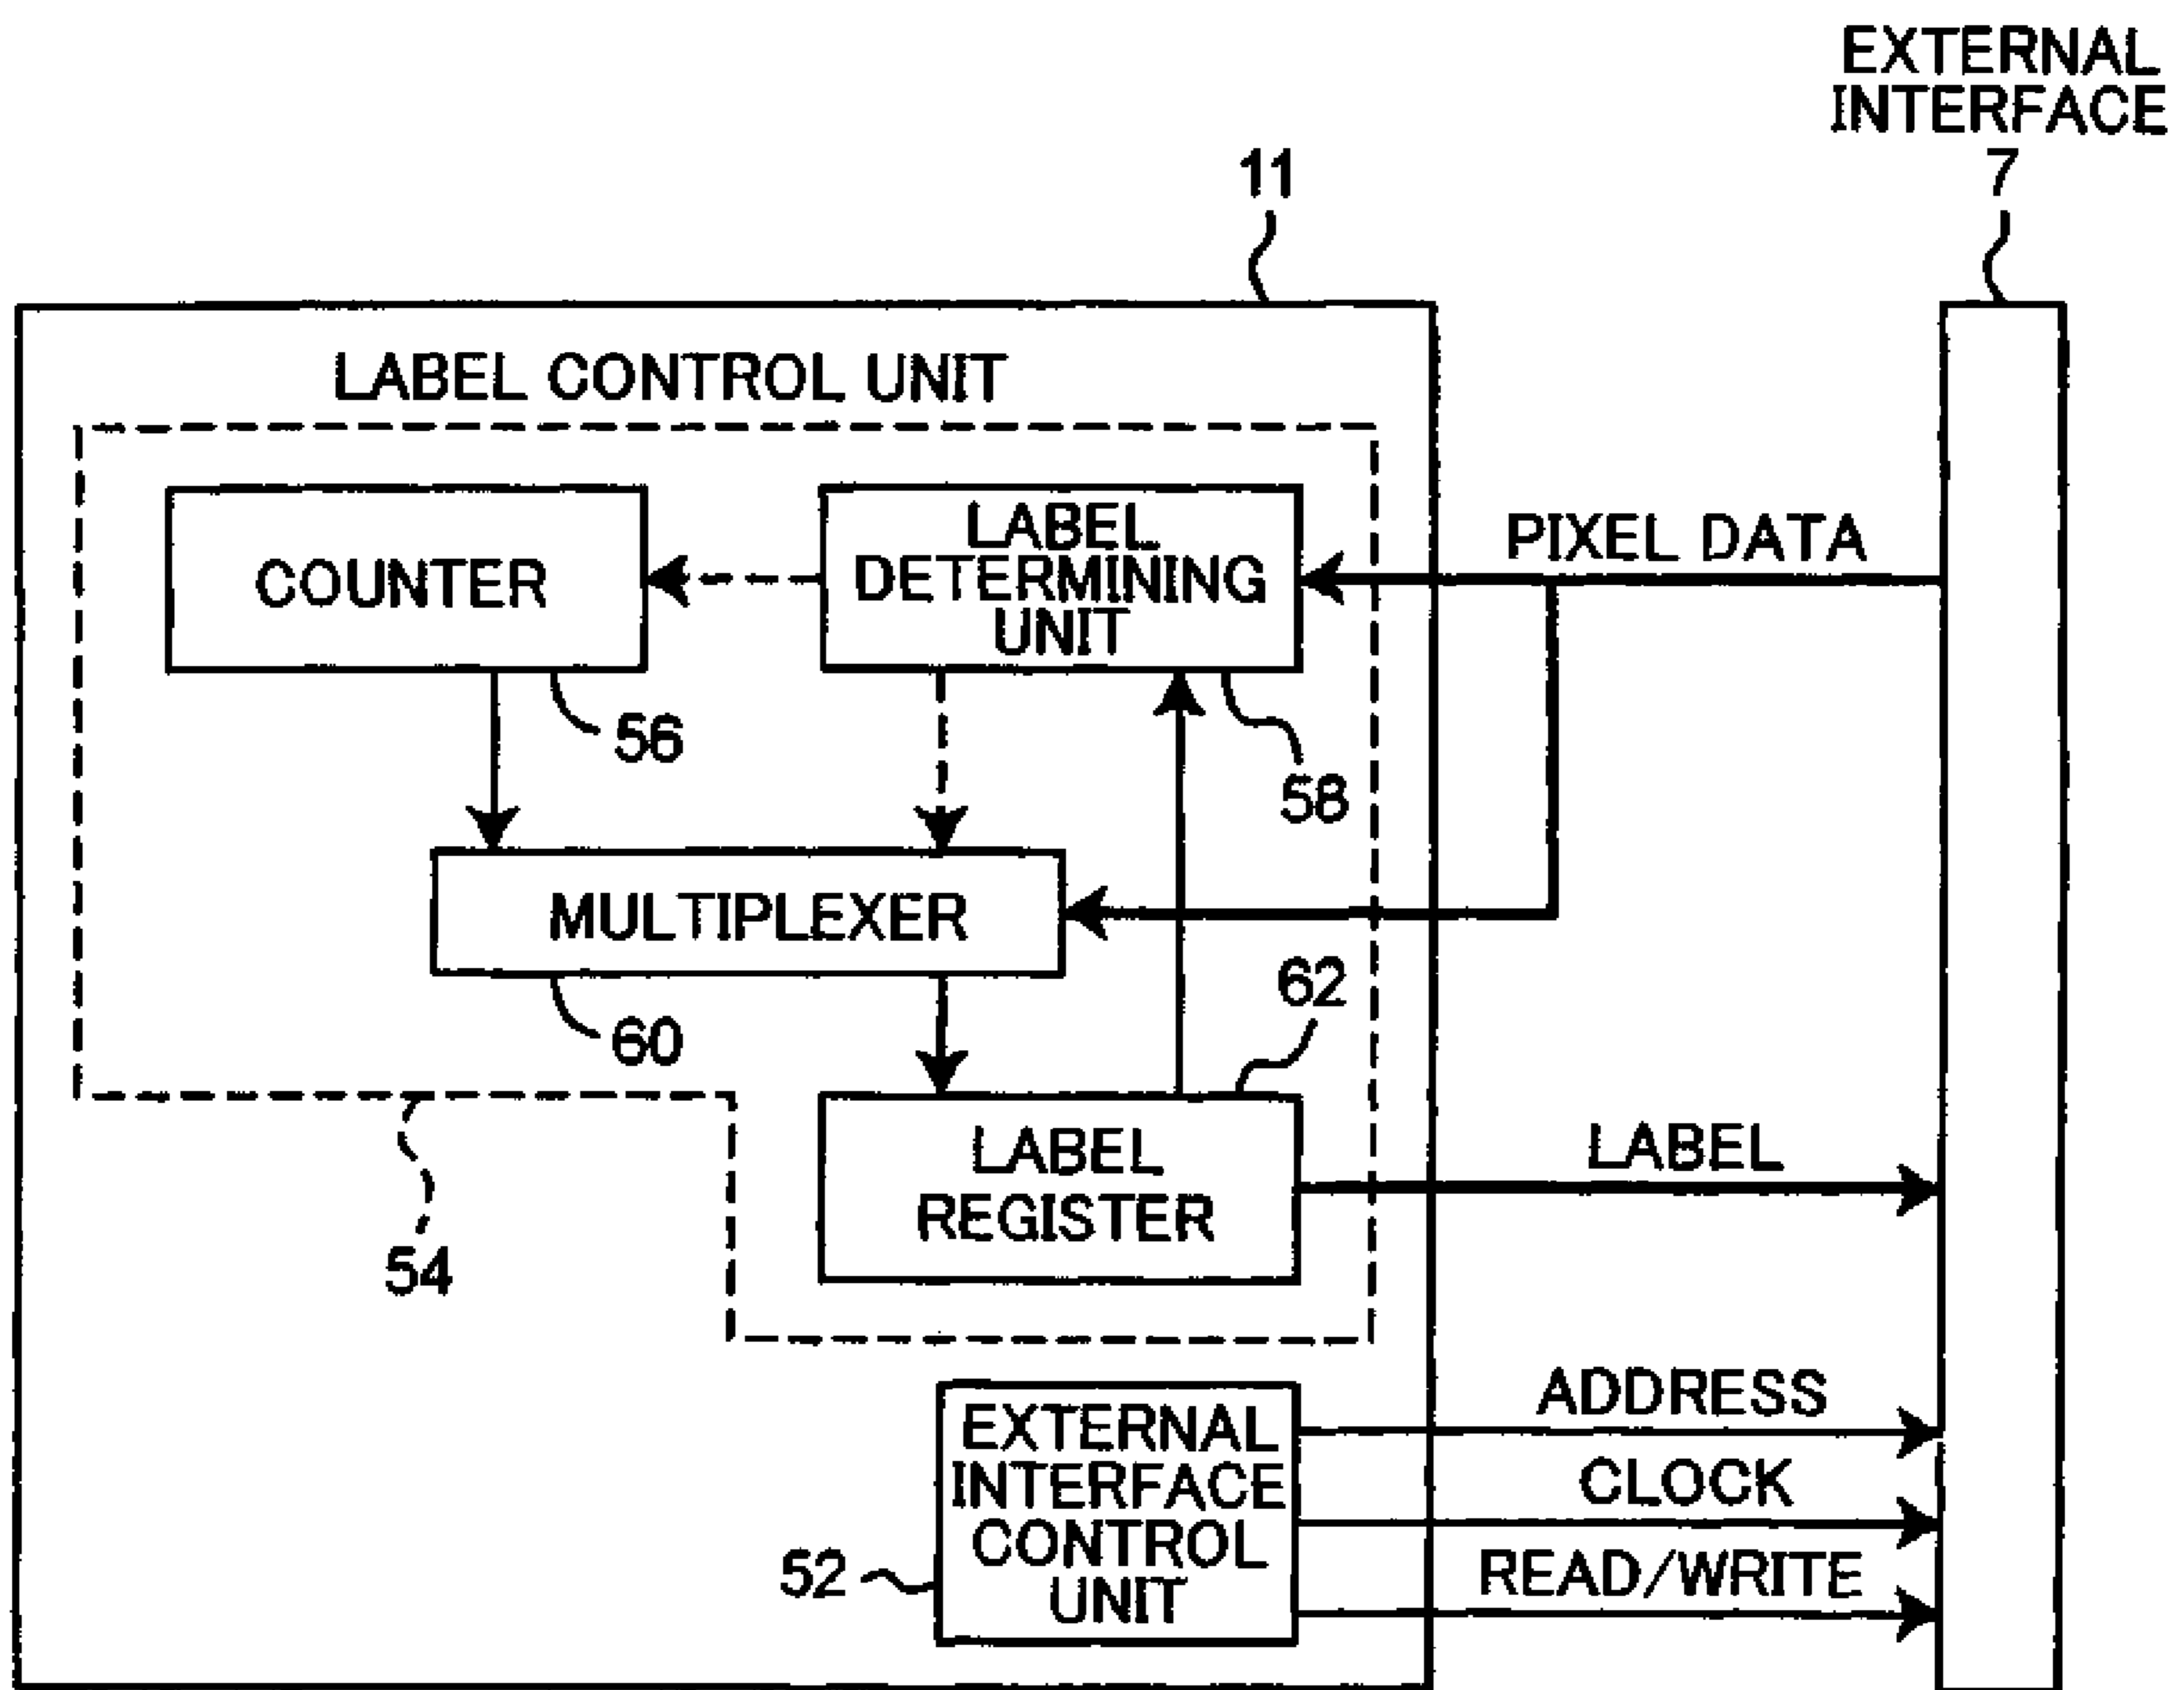 EXTERNAL
INTERFACE
7
11
LABEL CONTROL UNIT
COUNTER
LABEL
DETERMINING
UNIT
PIXEL DATA
56
58
MULTIPLEXER
60
62
LABEL
REGISTER
LABEL
54
EXTERNAL
INTERFACE
CONTROL
UNIT
52
ADDRESS
CLOCK
READ/WRITE